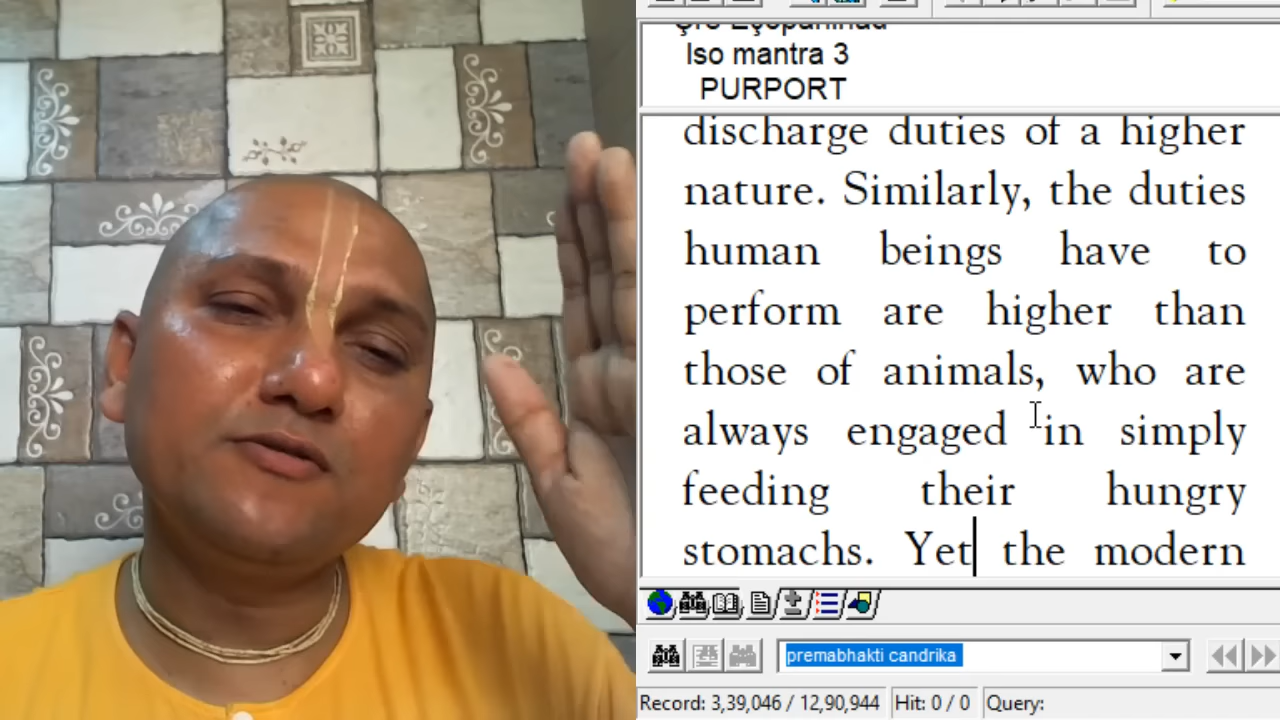 Çré Éçopaniñad
Iso mantra 3
PURPORT
discharge duties of a higher
nature. Similarly, the duties
human beings have to
perform are higher than
those of animals, who are
always engaged in simply
feeding their hungry
stomachs. Yet the modern
premabhakti candrika
Record: 3,39,046 / 12,90,944 Hit: 0 / 0 Query: